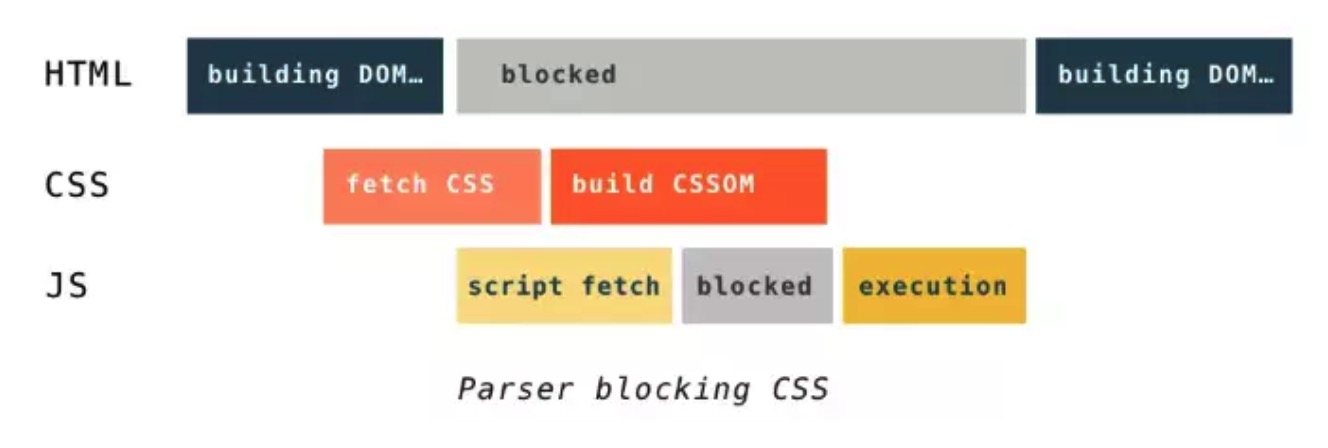 HTML building DOM… blocked building DOM…
CSS fetch CSS build CSSOM
JS script fetch blocked execution
Parser blocking CSS